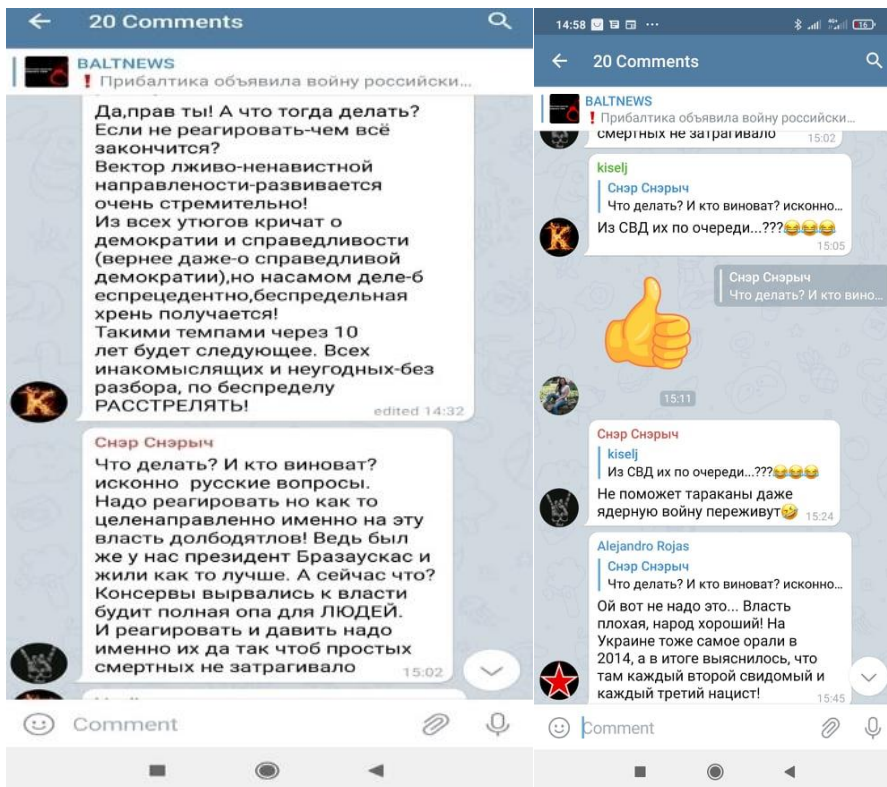 20 Comments
BALTNEWS
❗ Прибалтика объявила войну российски...
Да,прав ты! А что тогда делать?
Если не реагировать-чем всё
закончится?
Вектор лживо-ненавистной
направлености-развивается
очень стремительно!
Из всех утюгов кричат о
демократии и справедливости
(вернее даже-о справедливой
демократии),но насамом деле-б
еспрецедентно,беспредельная
хрень получается!
Такими темпами через 10
лет будет следующее. Всех
инакомыслящих и неугодных-без
разбора, по беспределу
РАССТРЕЛЯТЬ!
edited 14:32
Снэр Снэрыч
Что делать? И кто виноват?
исконно русские вопросы.
Надо реагировать но как то
целенаправленно именно на эту
власть долбодятлов! Ведь был
же у нас президент Бразаускас и
жили как то лучше. А сейчас что?
Консервы вырвались к власти
будит полная опа для ЛЮДЕЙ.
И реагировать и давить надо
именно их да так чтоб простых
смертных не затрагивало
15:02
Comment
14:58
16
20 Comments
BALTNEWS
❗ Прибалтика объявила войну российски...
смертных не затрагивало
15:02
kiselj
Снэр Снэрыч
Что делать? И кто виноват? исконно...
Из СВД их по очереди...???😂😂😂
15:05
Снэр Снэрыч
Что делать? И кто вино...
15:11
Снэр Снэрыч
kiselj
Из СВД их по очереди...???😂😂😂
Не поможет тараканы даже
ядерную войну переживут🤣
15:24
Alejandro Rojas
Снэр Снэрыч
Что делать? И кто виноват? исконно...
Ой вот не надо это... Власть
плохая, народ хороший! На
Украине тоже самое орали в
2014, а в итоге выяснилось, что
там каждый второй свидомый и
каждый третий нацист!
15:45
Comment